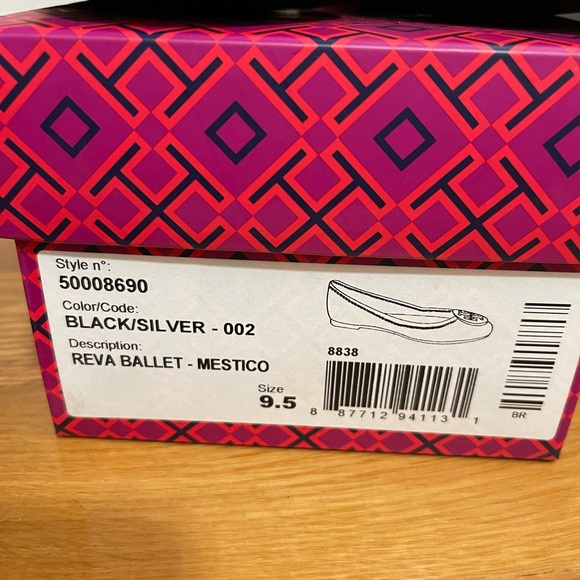 Style n°:
50008690
Color/Code:
BLACK/SILVER - 002
Description:
REVA BALLET - MESTICO
Size
9.5
8838
8 87712 94113 1
BR